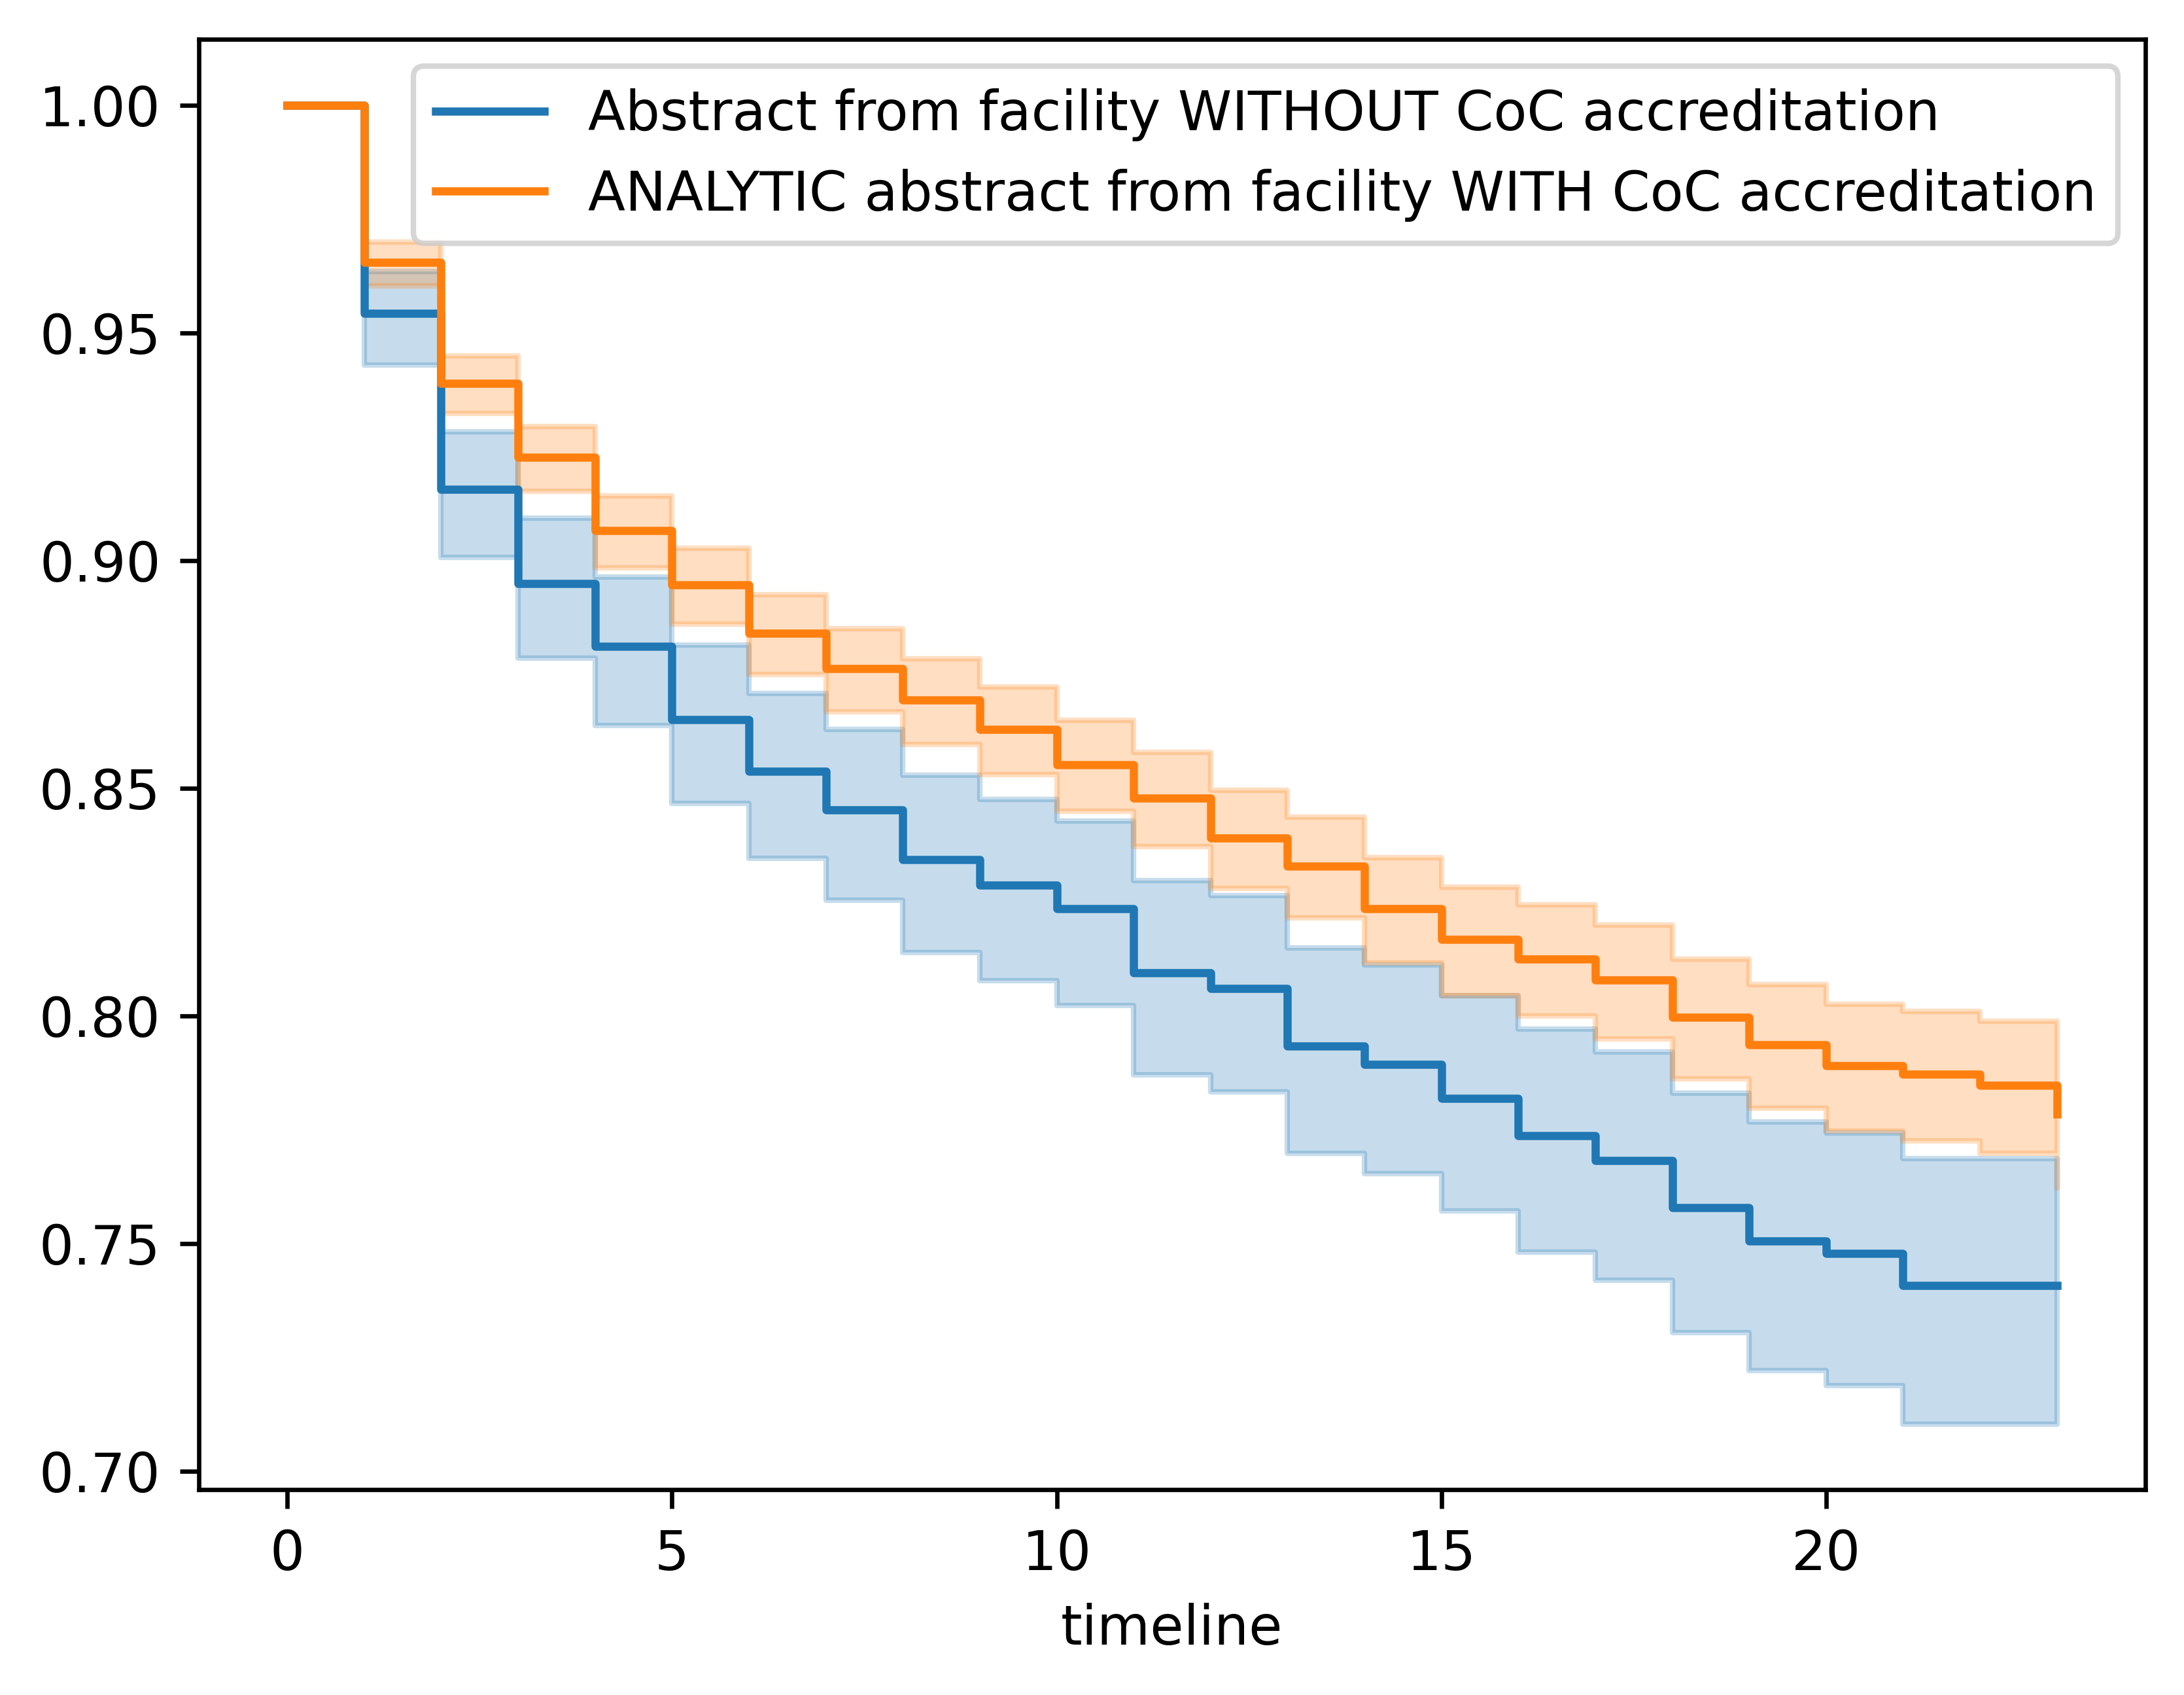 Abstract from facility WITHOUT CoC accreditation
ANALYTIC abstract from facility WITH CoC accreditation
1.00
0.95
0.90
0.85
0.80
0.75
0.70
0 5 10 15 20
timeline